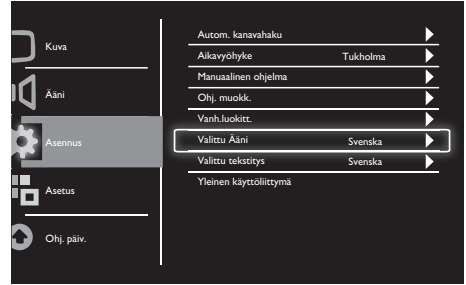 Kuva
Ääni
Asennus
Asetus
Ohj. päiv.
Autom. kanavahaku
Aikavyöhyke Tukholma
Manuaalinen ohjelma
Ohj. muokk.
Vanh.luokitt.
Valittu Ääni Svenska
Valittu tekstitys Svenska
Yleinen käyttöliittymä